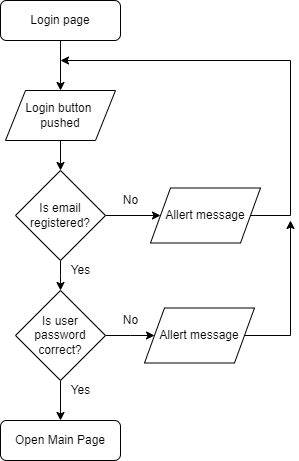 Login page
Login button
pushed
Is email
registered?
No
Allert message
Yes
Is user
password
correct?
No
Allert message
Yes
Open Main Page